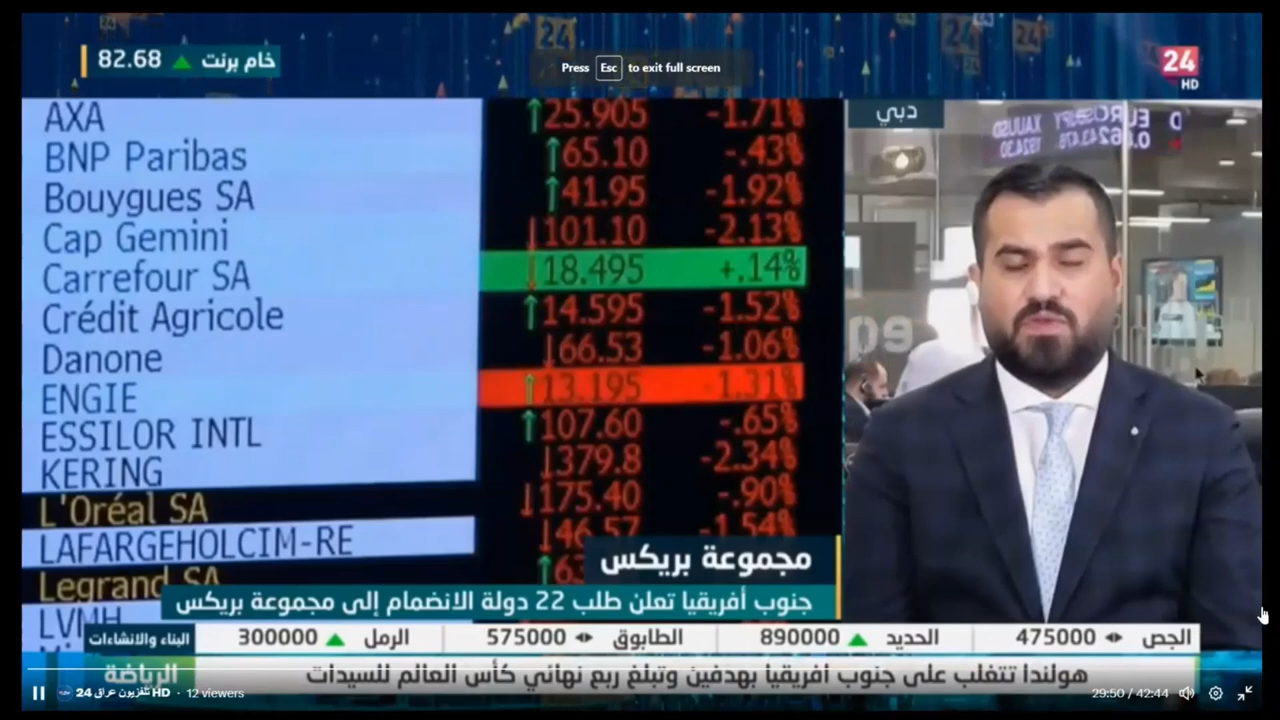 خام برنت ▲ 82.68
Press Esc to exit full screen
24
HD
دبي
AXA ↑25.905 -1.71%
BNP Paribas ↑65.10 -.43%
Bouygues SA ↑41.95 -1.92%
Cap Gemini ↓101.10 -2.13%
Carrefour SA ↓18.495 +.14%
Crédit Agricole ↑14.595 -1.52%
Danone ↓66.53 -1.06%
ENGIE ↑13.195 -1.31%
ESSILOR INTL ↑107.60 -.65%
KERING ↓379.8 -2.34%
L'Oréal SA ↓175.40 -.90%
LAFARGEHOLCIM-RE ↓46.57 -1.54%
Legrand SA
LVMH
مجموعة بريكس
جنوب أفريقيا تعلن طلب 22 دولة الانضمام إلى مجموعة بريكس
الجص 475000 الحديد ▲ 890000 الطابوق 575000 الرمل ▲ 300000 البناء والانشاءات
هولندا تتغلب على جنوب أفريقيا بهدفين وتبلغ ربع نهائي كأس العالم للسيدات الرياضة
تلفزيون عراق 24 HD · 12 viewers
29:50 / 42:44